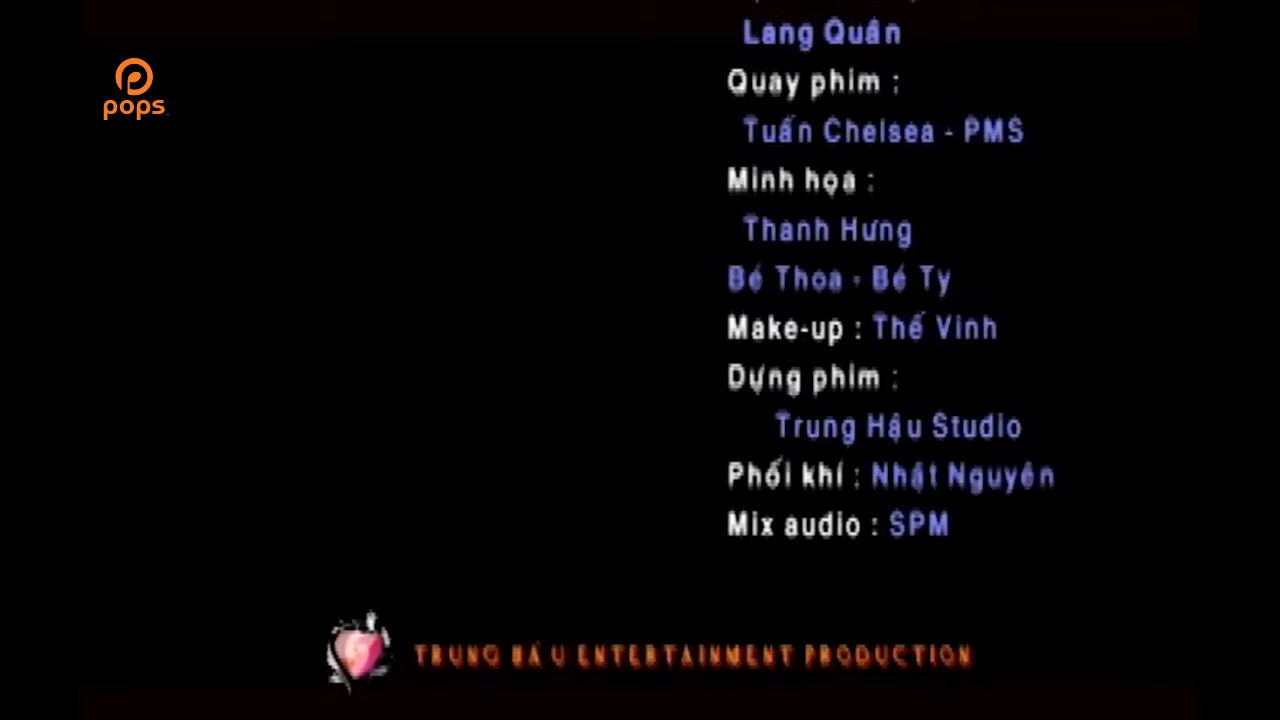 Lang Quân
pops
Quay phim :
Tuấn Chelsea - PMS
Minh họa :
Thanh Hưng
Bé Thoa - Bé Ty
Make-up : Thế Vinh
Dựng phim :
Trung Hậu Studio
Phối khí : Nhật Nguyên
Mix audio : SPM
TRUNG HẬU ENTERTAINMENT PRODUCTION